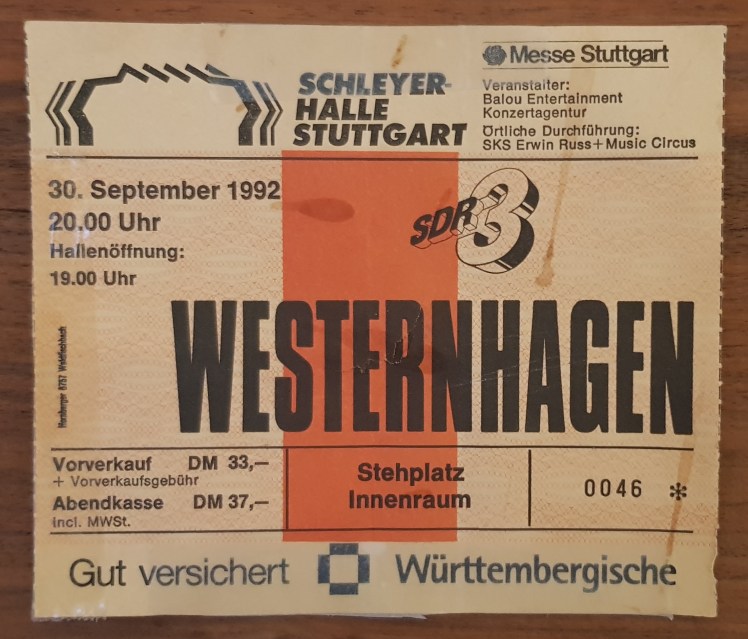 SCHLEYER-
HALLE
STUTTGART
Messe Stuttgart
Veranstalter:
Balou Entertainment
Konzertagentur
Örtliche Durchführung:
SKS Erwin Russ+Music Circus
30. September 1992
20.00 Uhr
Hallenöffnung:
19.00 Uhr
SDR 3
WESTERNHAGEN
Vorverkauf DM 33,–
+ Vorverkaufsgebühr
Abendkasse DM 37,–
incl. MWSt.
Stehplatz
Innenraum
0046 *
Gut versichert Württembergische